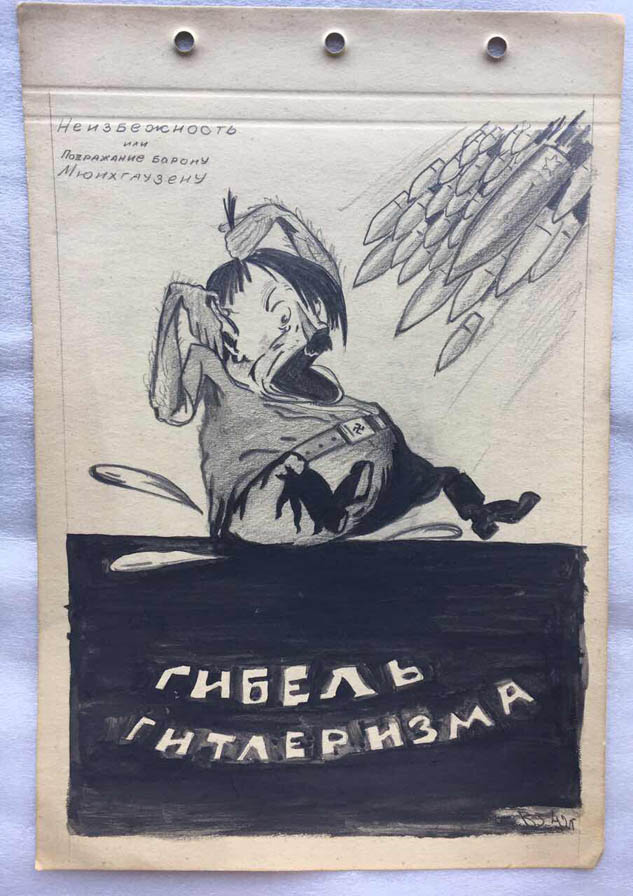 Неизбежность
или
Подражание барону
Мюнхгаузену
ГИБЕЛЬ
ГИТЛЕРИЗМА